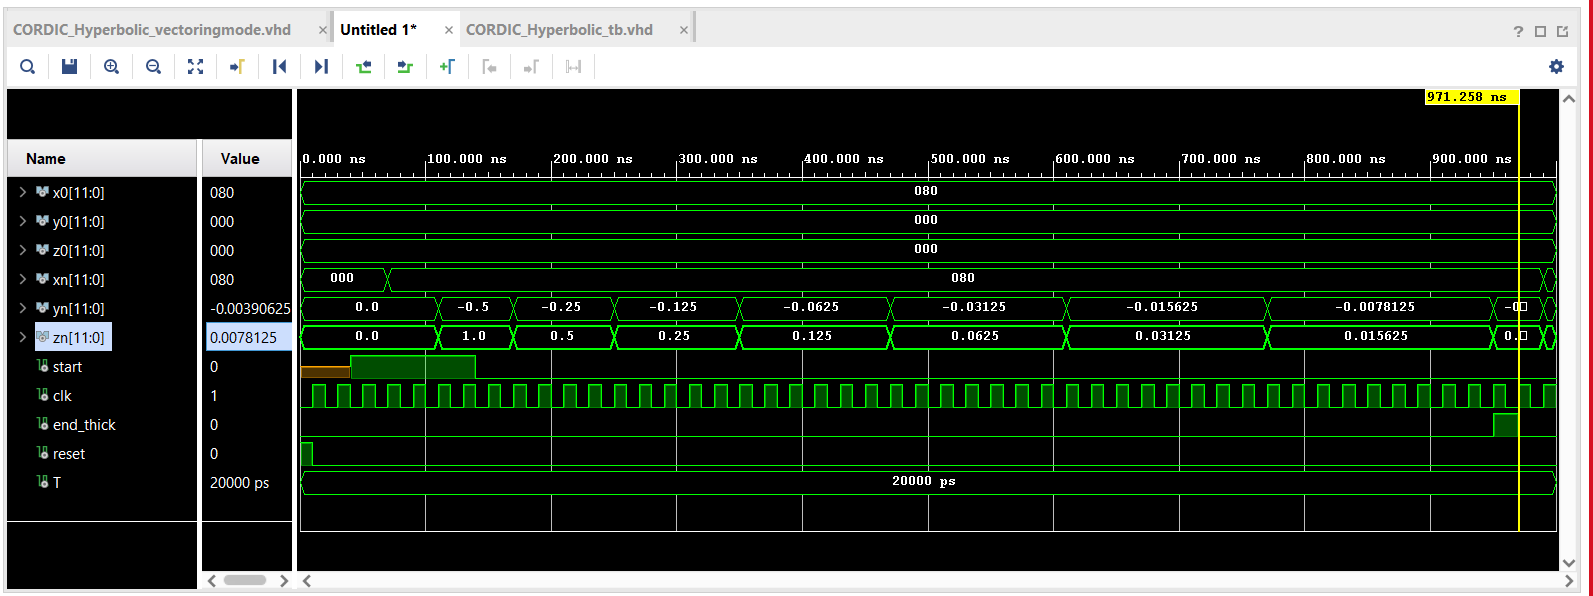 CORDIC_Hyperbolic_vectoringmode.vhd × Untitled 1* × CORDIC_Hyperbolic_tb.vhd ×
?
971.258 ns
Name Value 0.000 ns 100.000 ns 200.000 ns 300.000 ns 400.000 ns 500.000 ns 600.000 ns 700.000 ns 800.000 ns 900.000 ns
x0[11:0] 080 080
y0[11:0] 000 000
z0[11:0] 000 000
xn[11:0] 080 000 080
yn[11:0] -0.00390625 0.0 -0.5 -0.25 -0.125 -0.0625 -0.03125 -0.015625 -0.0078125 -0
zn[11:0] 0.0078125 0.0 1.0 0.5 0.25 0.125 0.0625 0.03125 0.015625 0.
start 0
clk 1
end_thick 0
reset 0
T 20000 ps 20000 ps